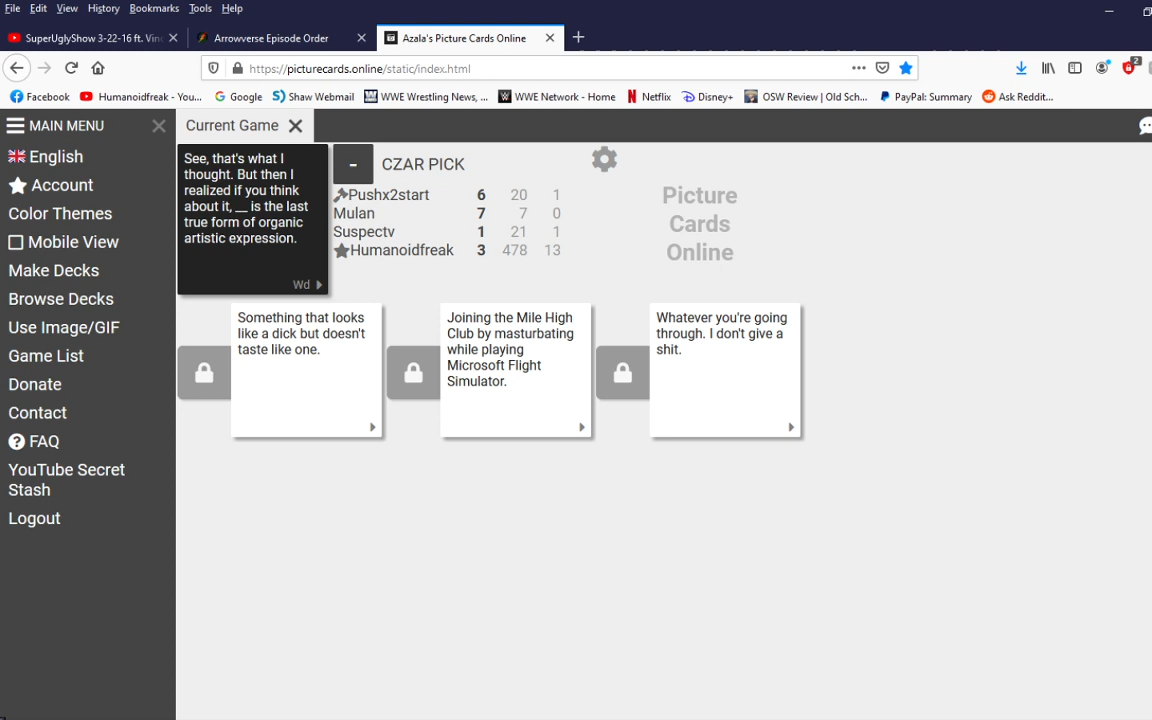 File Edit View History Bookmarks Tools Help
SuperUglyShow 3-22-16 ft. Vin
Arrowverse Episode Order
Azala's Picture Cards Online
https://picturecards.online/static/index.html
2
Facebook Humanoidfreak - You... Google Shaw Webmail WWE Wrestling News, ... WWE Network - Home Netflix Disney+ OSW Review | Old Sch... PayPal: Summary Ask Reddit...
MAIN MENU
Current Game
English
Account
Color Themes
Mobile View
Make Decks
Browse Decks
Use Image/GIF
Game List
Donate
Contact
FAQ
YouTube Secret
Stash
Logout
See, that's what I
thought. But then I
realized if you think
about it, __ is the last
true form of organic
artistic expression.
Wd
- CZAR PICK
Pushx2start 6 20 1
Mulan 7 7 0
Suspectv 1 21 1
Humanoidfreak 3 478 13
Picture
Cards
Online
Something that looks
like a dick but doesn't
taste like one.
Joining the Mile High
Club by masturbating
while playing
Microsoft Flight
Simulator.
Whatever you're going
through. I don't give a
shit.